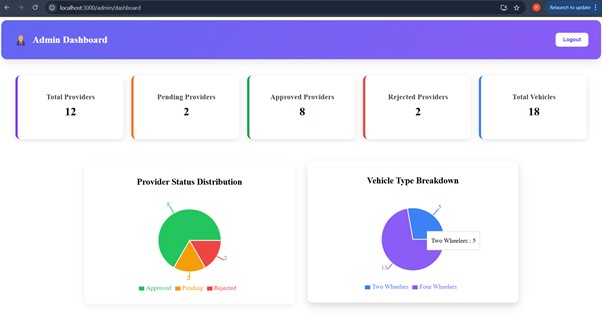 localhost:3000/admin/dashboard
Relaunch to update
Admin Dashboard
Logout
Total Providers
12
Pending Providers
2
Approved Providers
8
Rejected Providers
2
Total Vehicles
18
Provider Status Distribution
8
2
2
Approved Pending Rejected
Vehicle Type Breakdown
5
Two Wheelers : 5
13
Two Wheelers Four Wheelers